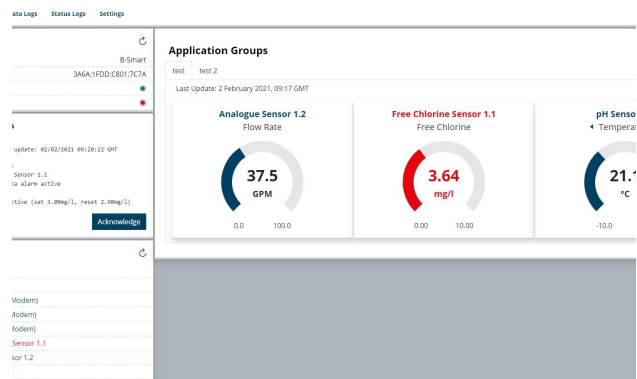 ata Logs Status Logs Settings
B-Smart
3A6A:1FDD:C801:7C7A
update: 02/02/2021 09:20:22 GMT
Sensor 1.1
ta alarm active
ctive (set 3.00mg/l, reset 2.90mg/l)
Acknowledge
Modem)
Modem)
Modem)
Sensor 1.1
sor 1.2
Application Groups
test test 2
Last Update: 2 February 2021, 09:17 GMT
Analogue Sensor 1.2
Flow Rate
37.5
GPM
0.0 100.0
Free Chlorine Sensor 1.1
Free Chlorine
3.64
mg/l
0.00 10.00
pH Senso
Temperat
21.1
°C
-10.0